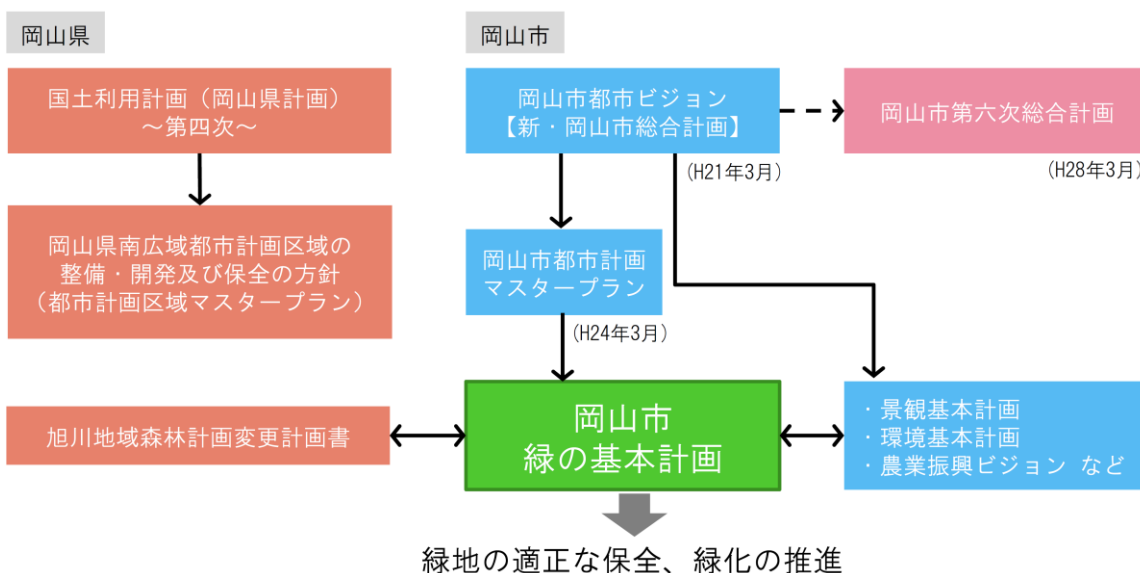 岡山県
岡山市
国土利用計画（岡山県計画）
～第四次～
岡山市都市ビジョン
【新・岡山市総合計画】
(H21年3月)
岡山市第六次総合計画
(H28年3月)
岡山県南広域都市計画区域の
整備・開発及び保全の方針
（都市計画区域マスタープラン）
岡山市都市計画
マスタープラン
(H24年3月)
旭川地域森林計画変更計画書
岡山市
緑の基本計画
・景観基本計画
・環境基本計画
・農業振興ビジョン など
緑地の適正な保全、緑化の推進